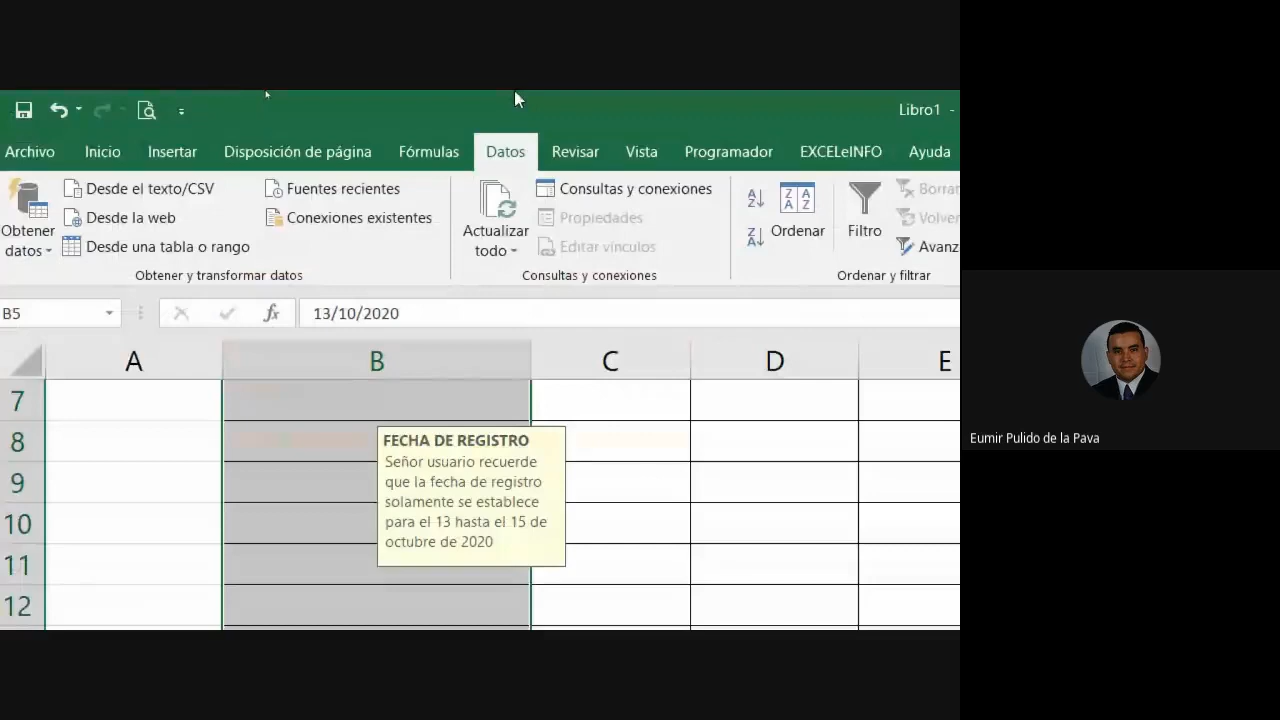 Libro1 -
Archivo Inicio Insertar Disposición de página Fórmulas Datos Revisar Vista Programador EXCELeINFO Ayuda
Obtener datos
Desde el texto/CSV
Desde la web
Desde una tabla o rango
Fuentes recientes
Conexiones existentes
Obtener y transformar datos
Actualizar todo
Consultas y conexiones
Propiedades
Editar vínculos
Consultas y conexiones
Ordenar
Filtro
Borrar
Volver
Avanz
Ordenar y filtrar
B5
fx
13/10/2020
A B C D E
7
8
9
10
11
12
FECHA DE REGISTRO
Señor usuario recuerde
que la fecha de registro
solamente se establece
para el 13 hasta el 15 de
octubre de 2020
Eumir Pulido de la Pava